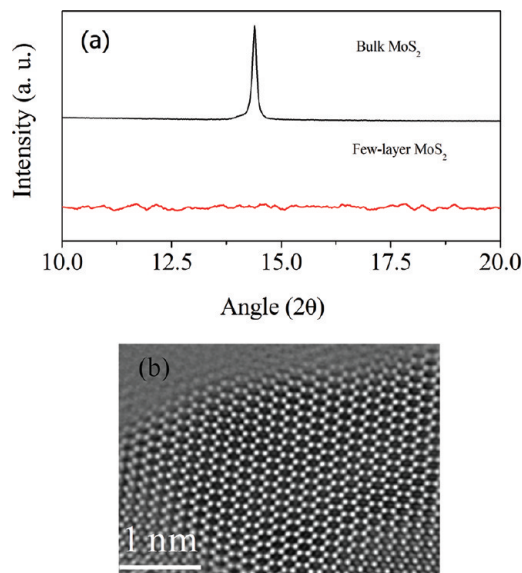 (a)
Bulk MoS₂
Few-layer MoS₂
Intensity (a. u.)
10.0 12.5 15.0 17.5 20.0
Angle (2θ)
(b)
1 nm